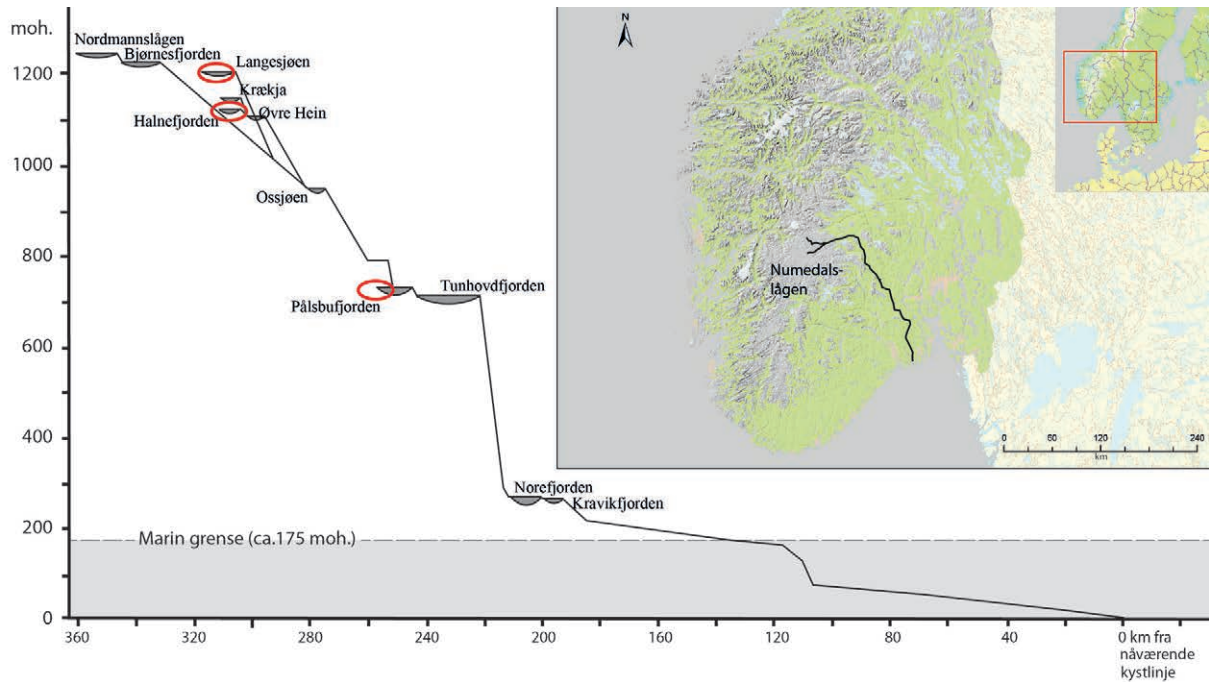 moh.
1200
1000
800
600
400
200
0
Nordmannslågen
Bjørnesfjorden
Langesjøen
Krækja
Halnefjorden
Øvre Hein
Ossjøen
Pålsbufjorden
Tunhovdfjorden
Norefjorden
Kravikfjorden
Marin grense (ca.175 moh.)
360
320
280
240
200
160
120
80
40
0 km fra
nåværende
kystlinje
N
Numedals-
lågen
0 60 120 240
km